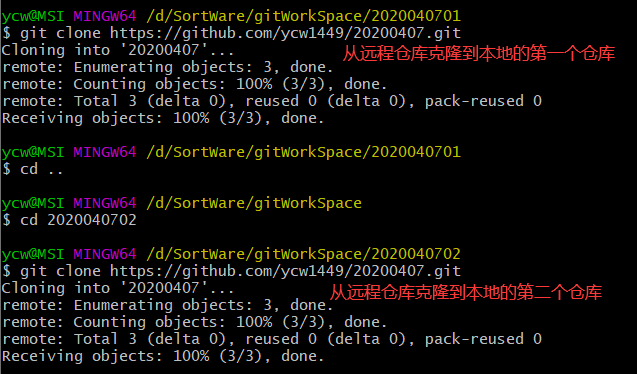 ycw@MSI MINGW64 /d/SortWare/gitWorkSpace/2020040701
$ git clone https://github.com/ycw1449/20200407.git
Cloning into '20200407'...
从远程仓库克隆到本地的第一个仓库
remote: Enumerating objects: 3, done.
remote: Counting objects: 100% (3/3), done.
remote: Total 3 (delta 0), reused 0 (delta 0), pack-reused 0
Receiving objects: 100% (3/3), done.
ycw@MSI MINGW64 /d/SortWare/gitWorkSpace/2020040701
$ cd ..
ycw@MSI MINGW64 /d/SortWare/gitWorkSpace
$ cd 2020040702
ycw@MSI MINGW64 /d/SortWare/gitWorkSpace/2020040702
$ git clone https://github.com/ycw1449/20200407.git
Cloning into '20200407'...
从远程仓库克隆到本地的第二个仓库
remote: Enumerating objects: 3, done.
remote: Counting objects: 100% (3/3), done.
remote: Total 3 (delta 0), reused 0 (delta 0), pack-reused 0
Receiving objects: 100% (3/3), done.